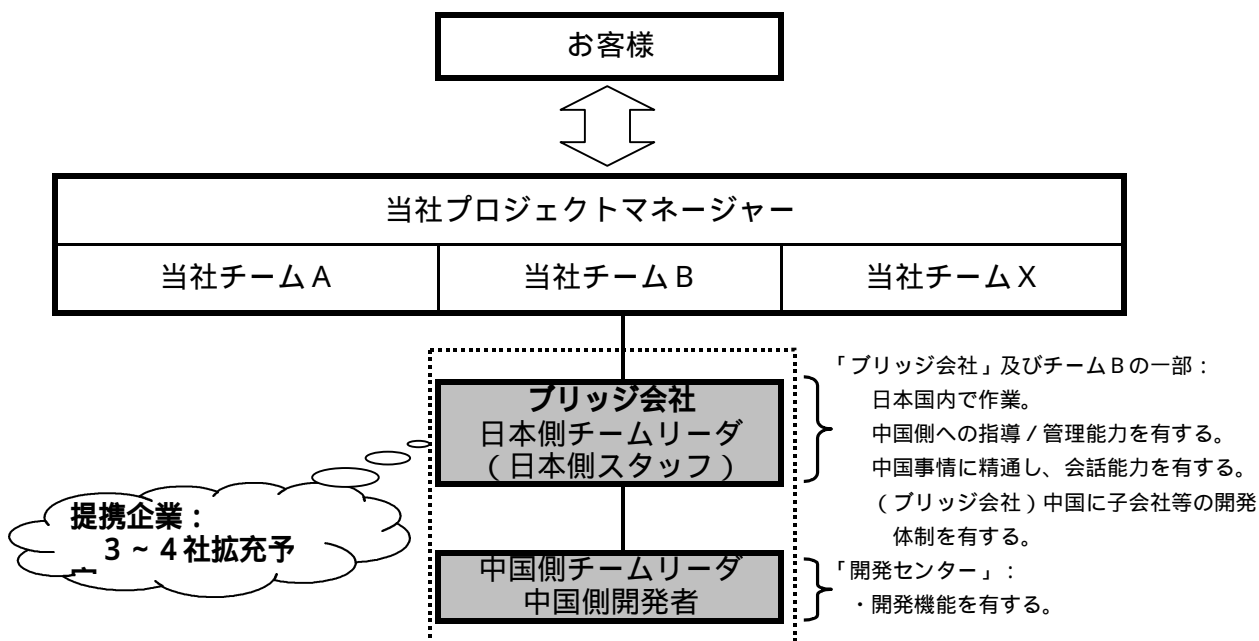 お客様
当社プロジェクトマネージャー
当社チームA
当社チームB
当社チームX
ブリッジ会社
日本側チームリーダ
(日本側スタッフ)
「ブリッジ会社」及びチームBの一部:
日本国内で作業。
中国側への指導/管理能力を有する。
中国事情に精通し、会話能力を有する。
(ブリッジ会社)中国に子会社等の開発
体制を有する。
提携企業:
3~4社拡充予
中国側チームリーダ
中国側開発者
「開発センター」:
・開発機能を有する。